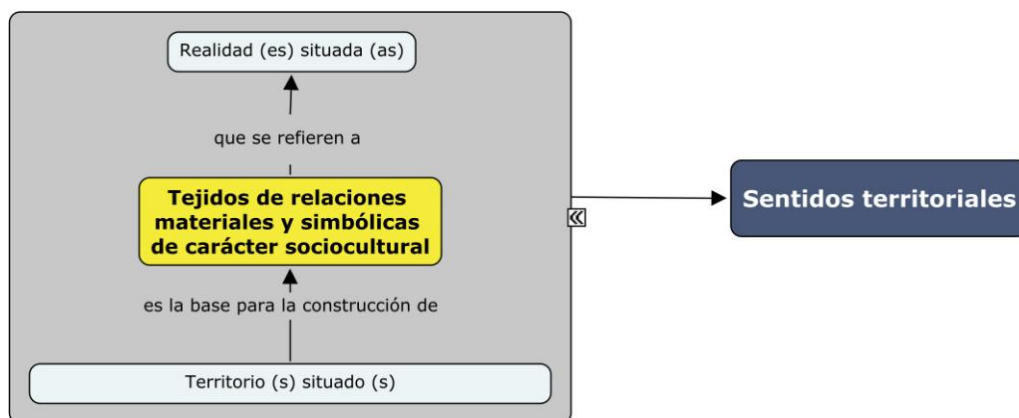 Realidad (es) situada (as)
que se refieren a
Tejidos de relaciones
materiales y simbólicas
de carácter sociocultural
es la base para la construcción de
Territorio (s) situado (s)
Sentidos territoriales